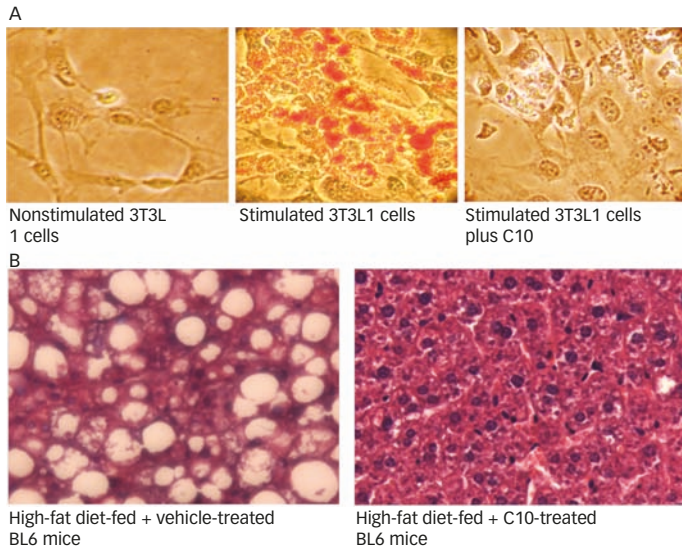 A
Nonstimulated 3T3L
1 cells
Stimulated 3T3L1 cells
Stimulated 3T3L1 cells
plus C10
B
High-fat diet-fed + vehicle-treated
BL6 mice
High-fat diet-fed + C10-treated
BL6 mice